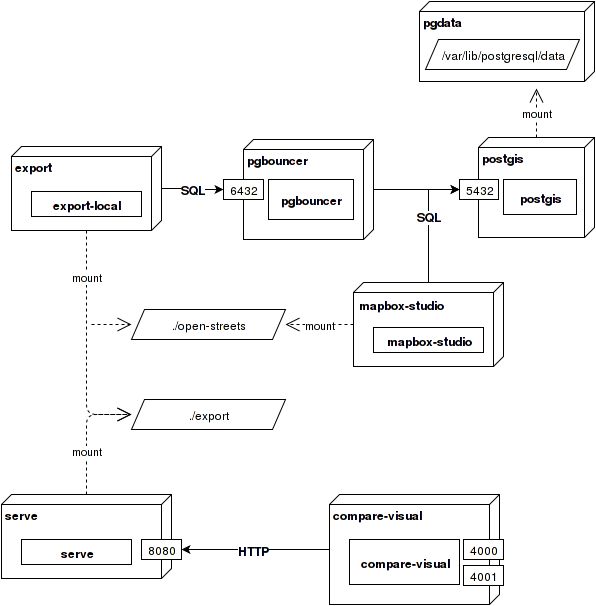 pgdata
/var/lib/postgresql/data
mount
export
export-local
SQL
pgbouncer
6432
pgbouncer
postgis
5432
postgis
SQL
mount
mapbox-studio
mapbox-studio
./open-streets
mount
./export
mount
serve
serve
8080
HTTP
compare-visual
compare-visual
4000
4001